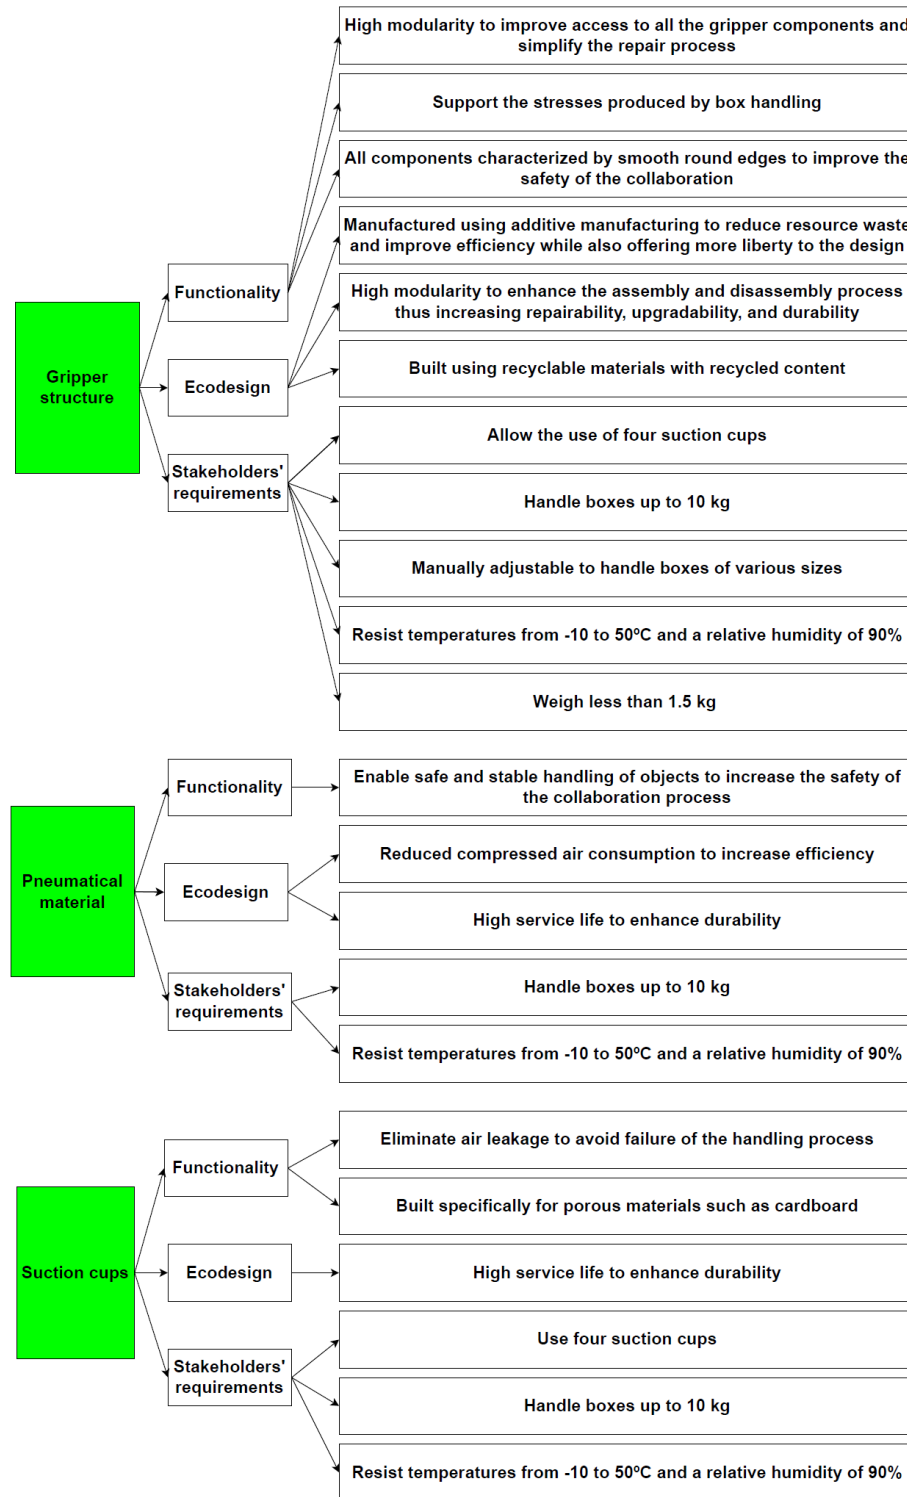 High modularity to improve access to all the gripper components and
simplify the repair process
Support the stresses produced by box handling
All components characterized by smooth round edges to improve the
safety of the collaboration
Manufactured using additive manufacturing to reduce resource waste
and improve efficiency while also offering more liberty to the design
Functionality
High modularity to enhance the assembly and disassembly process
thus increasing repairability, upgradability, and durability
Gripper
structure
Ecodesign
Built using recyclable materials with recycled content
Allow the use of four suction cups
Stakeholders'
requirements
Handle boxes up to 10 kg
Manually adjustable to handle boxes of various sizes
Resist temperatures from -10 to 50ºC and a relative humidity of 90%
Weigh less than 1.5 kg
Functionality
Enable safe and stable handling of objects to increase the safety of
the collaboration process
Reduced compressed air consumption to increase efficiency
Pneumatical
material
Ecodesign
High service life to enhance durability
Stakeholders'
requirements
Handle boxes up to 10 kg
Resist temperatures from -10 to 50ºC and a relative humidity of 90%
Eliminate air leakage to avoid failure of the handling process
Functionality
Built specifically for porous materials such as cardboard
Suction cups
Ecodesign
High service life to enhance durability
Use four suction cups
Stakeholders'
requirements
Handle boxes up to 10 kg
Resist temperatures from -10 to 50ºC and a relative humidity of 90%